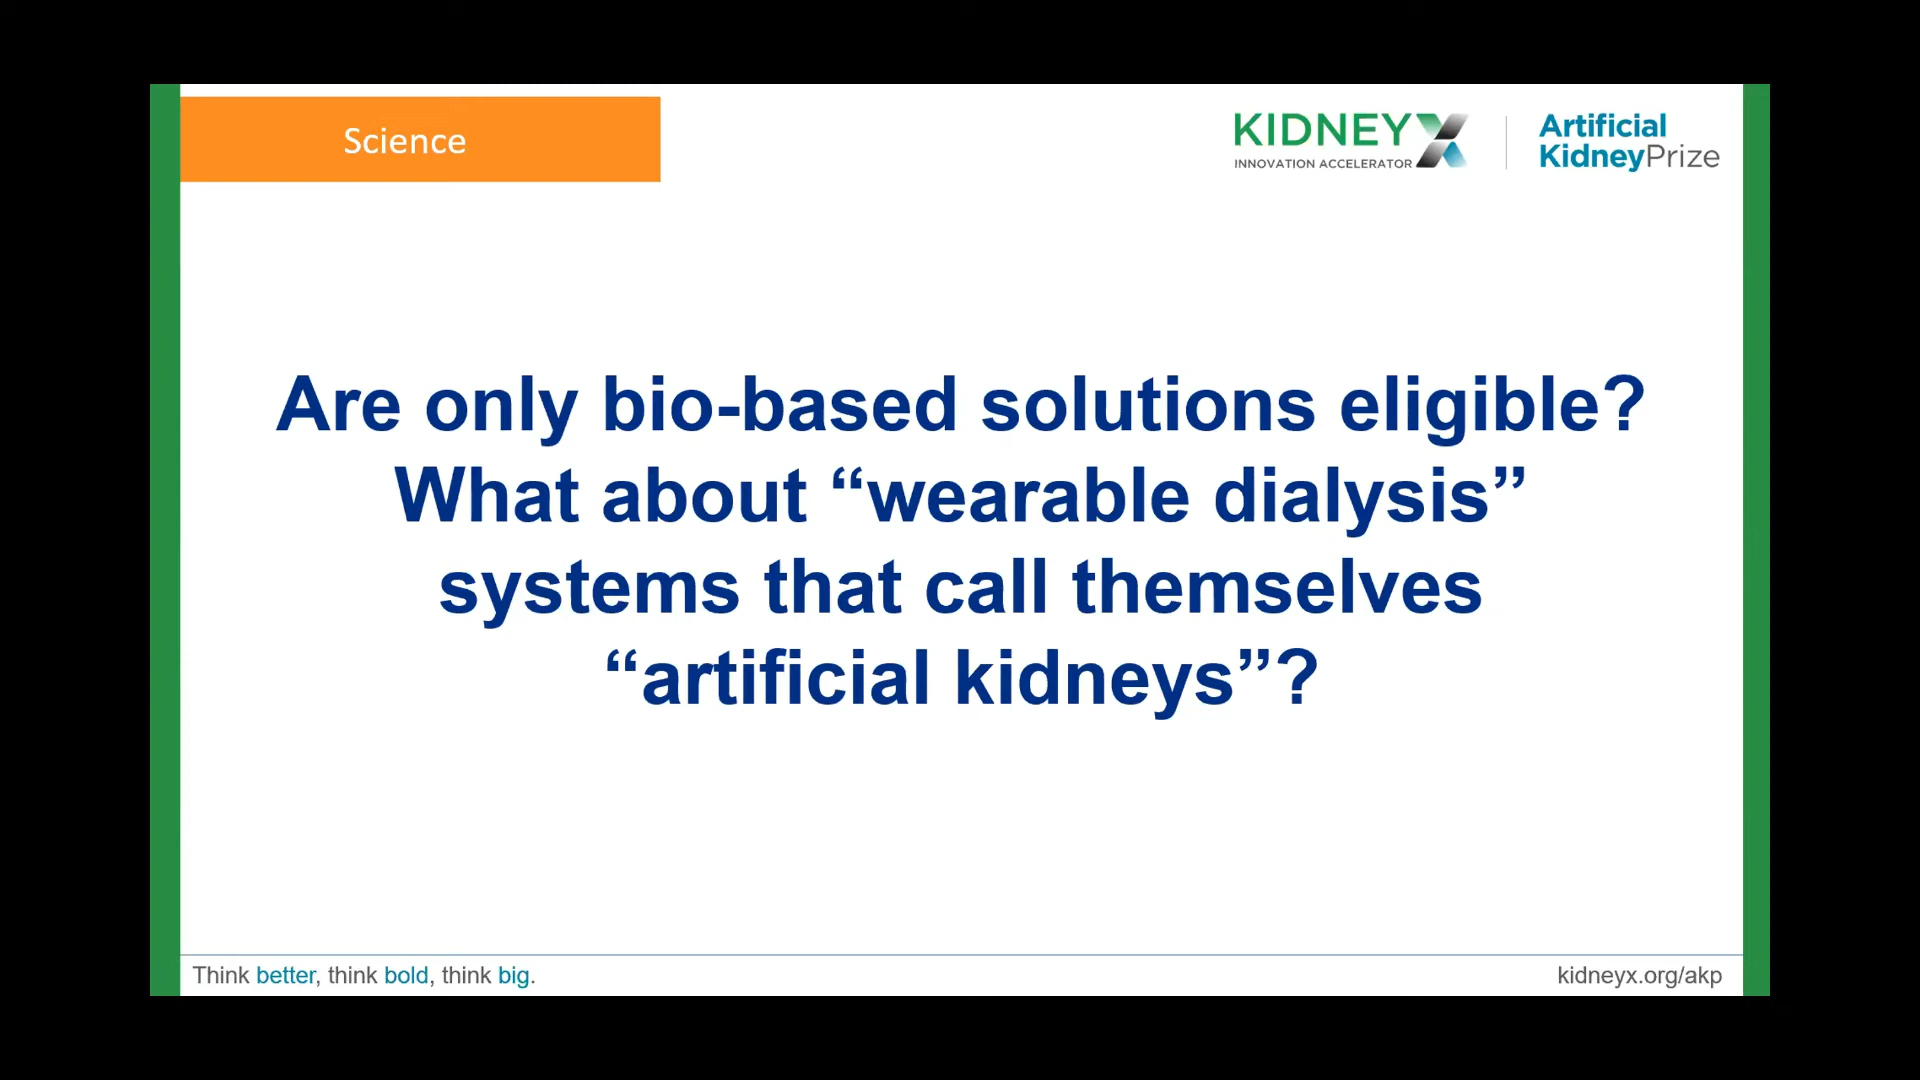 Science
KIDNEYX
INNOVATION ACCELERATOR
Artificial
KidneyPrize
Are only bio-based solutions eligible?
What about “wearable dialysis”
systems that call themselves
“artificial kidneys”?
Think better, think bold, think big.
kidneyx.org/akp